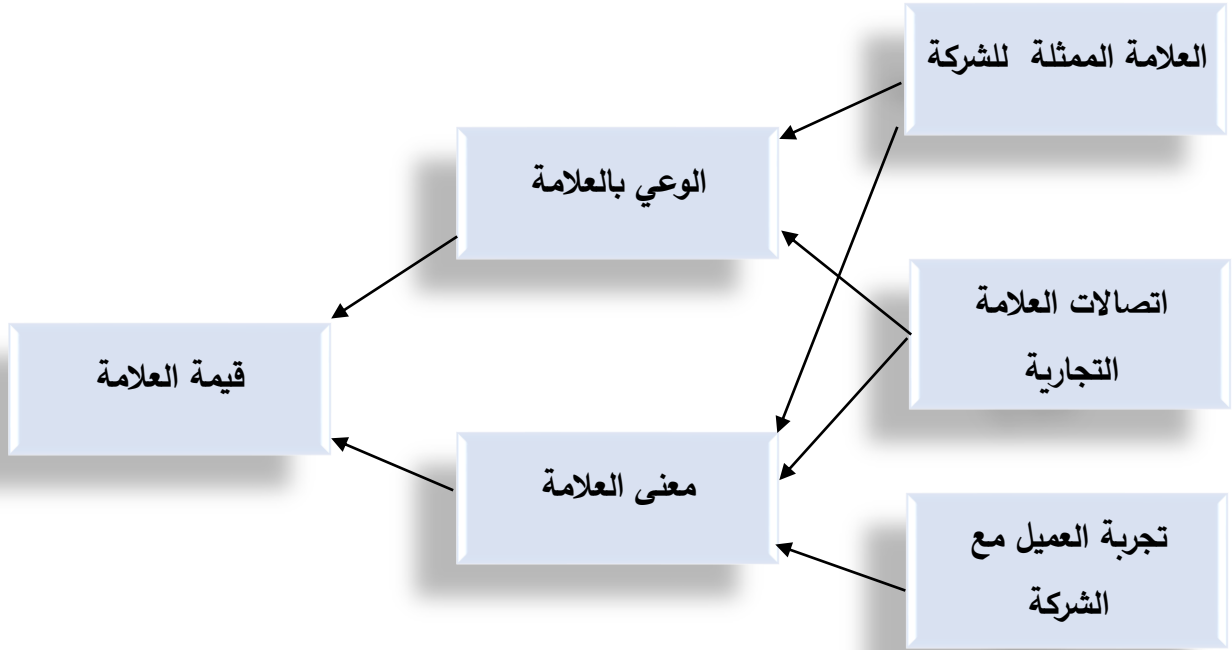 العلامة الممثلة للشركة
الوعي بالعلامة
اتصالات العلامة
التجارية
قيمة العلامة
معنى العلامة
تجربة العميل مع
الشركة